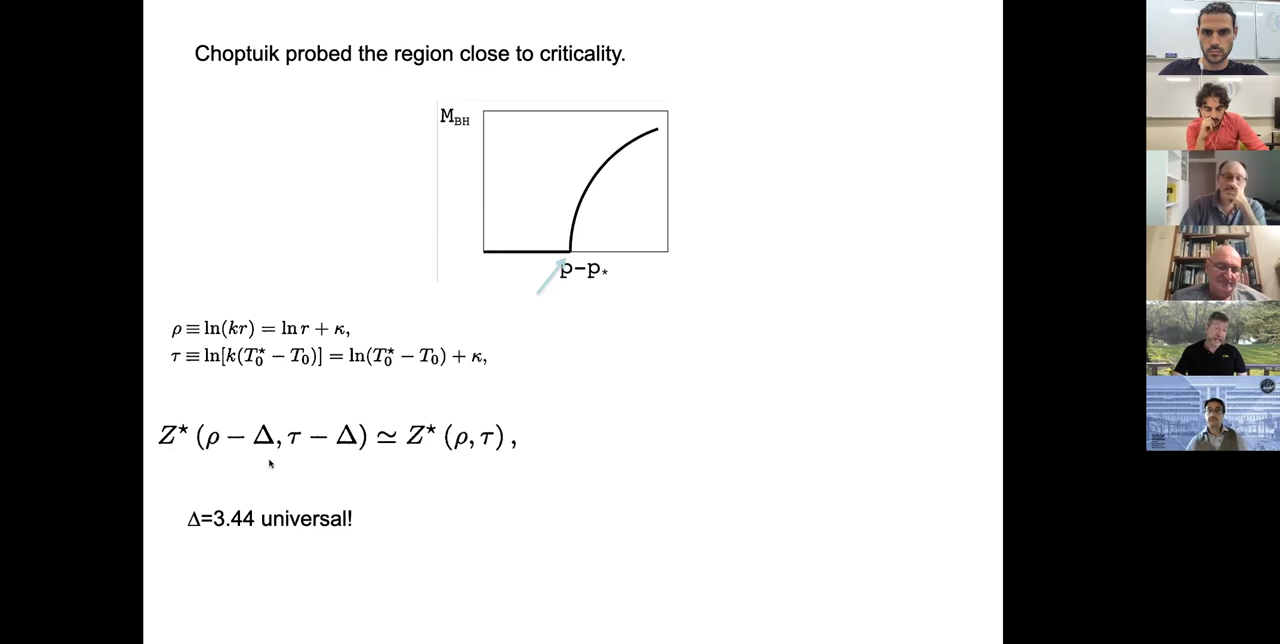 Choptuik probed the region close to criticality.
M_BH
p-p⋆
ρ ≡ ln(kr) = ln r + κ,
τ ≡ ln[k(T₀* − T₀)] = ln(T₀* − T₀) + κ,
Z* (ρ − Δ, τ − Δ) ≃ Z* (ρ, τ) ,
Δ=3.44 universal!